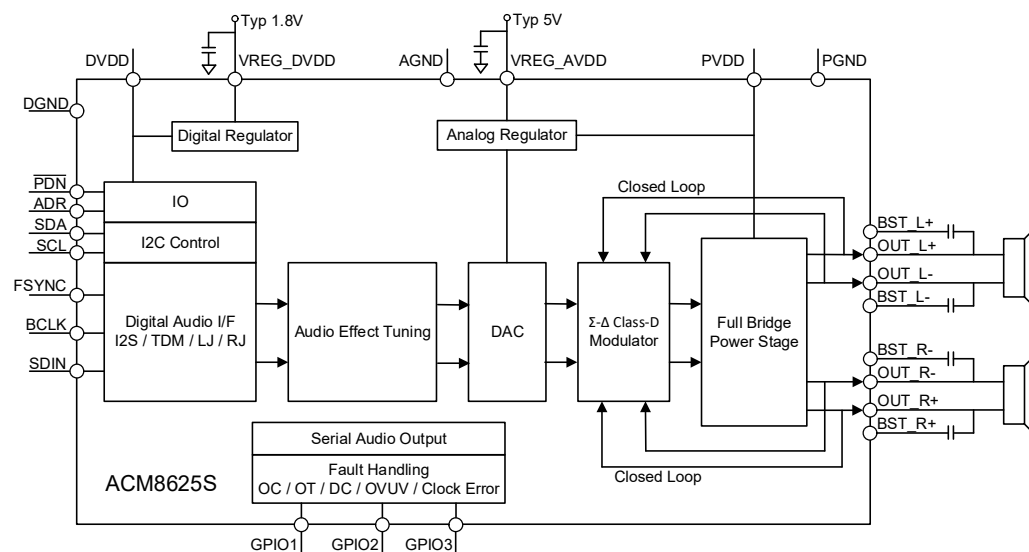 Typ 1.8V
Typ 5V
DVDD
VREG_DVDD
AGND
VREG_AVDD
PVDD
PGND
DGND
Digital Regulator
Analog Regulator
PDN
ADR
SDA
SCL
FSYNC
BCLK
SDIN
IO
I2C Control
Digital Audio I/F
I2S / TDM / LJ / RJ
Audio Effect Tuning
DAC
Closed Loop
Σ-Δ Class-D
Modulator
Full Bridge
Power Stage
Closed Loop
BST_L+
OUT_L+
OUT_L-
BST_L-
BST_R-
OUT_R-
OUT_R+
BST_R+
Serial Audio Output
Fault Handling
OC / OT / DC / OVUV / Clock Error
ACM8625S
GPIO1
GPIO2
GPIO3